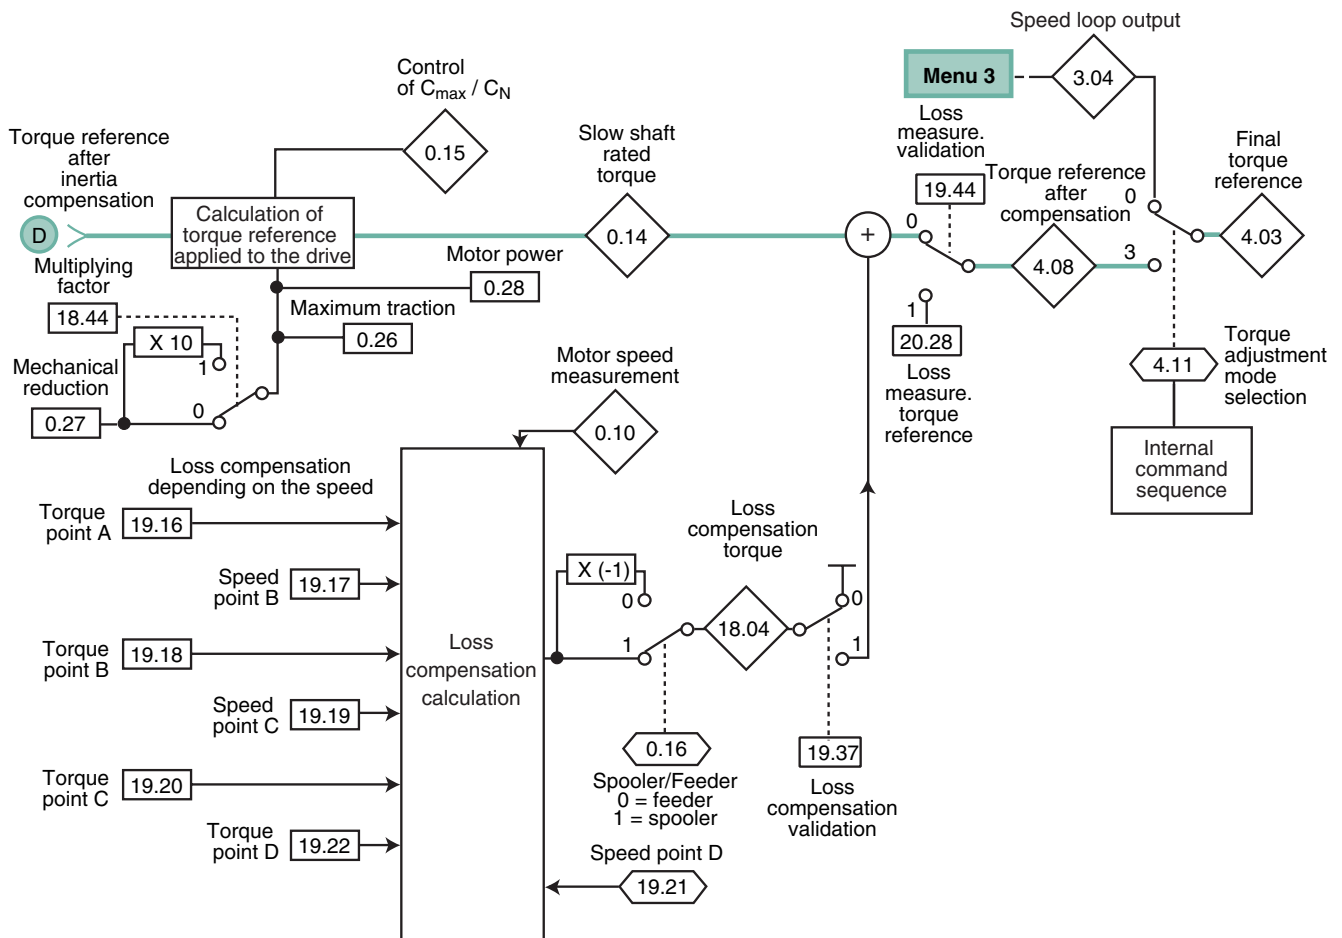 Speed loop output
Menu 3
3.04
Control
of Cmax / CN
0.15
Loss
measure.
validation
19.44
Slow shaft
rated
torque
0.14
Torque reference
after
inertia
compensation
D
Calculation of
torque reference
applied to the drive
+
0
1
20.28
Loss
measure.
torque
reference
Torque reference
after
compensation
4.08
0
3
Final
torque
reference
4.03
4.11
Torque
adjustment
mode
selection
Internal
command
sequence
Motor power
0.28
Maximum traction
0.26
Multiplying
factor
18.44
X 10
1
0
Mechanical
reduction
0.27
Motor speed
measurement
0.10
Loss compensation
depending on the speed
Torque
point A
19.16
Speed
point B
19.17
Torque
point B
19.18
Speed
point C
19.19
Torque
point C
19.20
Torque
point D
19.22
Loss
compensation
calculation
X (-1)
0
1
Loss
compensation
torque
18.04
0
1
0.16
Spooler/Feeder
0 = feeder
1 = spooler
19.37
Loss
compensation
validation
Speed point D
19.21